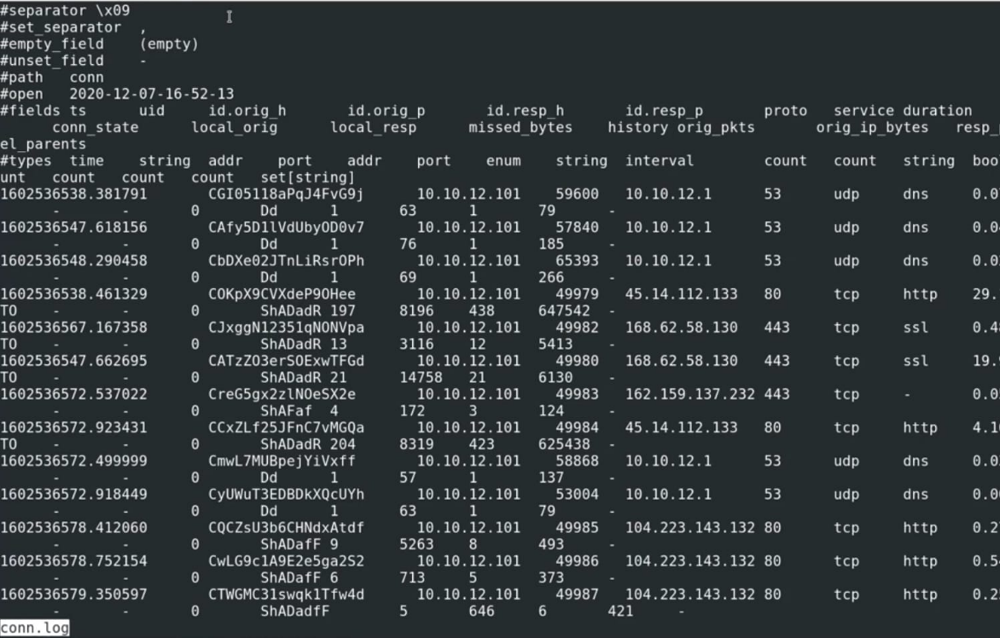 #separator \x09
#set_separator	,
#empty_field	(empty)
#unset_field	-
#path	conn
#open	2020-12-07-16-52-13
#fields	ts	uid	id.orig_h	id.orig_p	id.resp_h	id.resp_p	proto	service	duration
conn_state	local_orig	local_resp	missed_bytes	history	orig_pkts	orig_ip_bytes	resp_
el_parents
#types	time	string	addr	port	addr	port	enum	string	interval	count	count	string	boo
unt	count	count	count	set[string]
1602536538.381791	CGI05118aPqJ4FvG9j	10.10.12.101	59600	10.10.12.1	53	udp	dns	0.0
-	-	0	Dd	1	63	1	79	-
1602536547.618156	CAfy5D1lVdUbyOD0v7	10.10.12.101	57840	10.10.12.1	53	udp	dns	0.0
-	-	0	Dd	1	76	1	185	-
1602536548.290458	CbDXe02JTnLiRsrOPh	10.10.12.101	65393	10.10.12.1	53	udp	dns	0.0
-	-	0	Dd	1	69	1	266	-
1602536538.461329	COKpX9CVXdeP9OHee	10.10.12.101	49979	45.14.112.133	80	tcp	http	29.
TO	-	-	0	ShADadR	197	8196	438	647542	-
1602536567.167358	CJxggN12351qNONVpa	10.10.12.101	49982	168.62.58.130	443	tcp	ssl	0.4
TO	-	-	0	ShADadR	13	3116	12	5413	-
1602536547.662695	CATzZO3erSOExwTFGd	10.10.12.101	49980	168.62.58.130	443	tcp	ssl	19.
TO	-	-	0	ShADadR	21	14758	21	6130	-
1602536572.537022	CreG5gx2zlNOeSX2e	10.10.12.101	49983	162.159.137.232	443	tcp	-	0.0
-	-	0	ShAFaf	4	172	3	124	-
1602536572.923431	CCxZLf25JFnC7vMGQa	10.10.12.101	49984	45.14.112.133	80	tcp	http	4.1
TO	-	-	0	ShADadR	204	8319	423	625438	-
1602536572.499999	CmwL7MUBpejYiVxff	10.10.12.101	58868	10.10.12.1	53	udp	dns	0.0
-	-	0	Dd	1	57	1	137	-
1602536572.918449	CyUWuT3EDBDkXQcUYh	10.10.12.101	53004	10.10.12.1	53	udp	dns	0.0
-	-	0	Dd	1	63	1	79	-
1602536578.412060	CQCZsU3b6CHNdxAtdf	10.10.12.101	49985	104.223.143.132	80	tcp	http	0.2
-	-	0	ShADafF	9	5263	8	493	-
1602536578.752154	CwLG9c1A9E2e5ga2S2	10.10.12.101	49986	104.223.143.132	80	tcp	http	0.5
-	-	0	ShADafF	6	713	5	373	-
1602536579.350597	CTWGMC31swqk1Tfw4d	10.10.12.101	49987	104.223.143.132	80	tcp	http	0.2
-	-	0	ShADadfF	5	646	6	421	-
conn.log